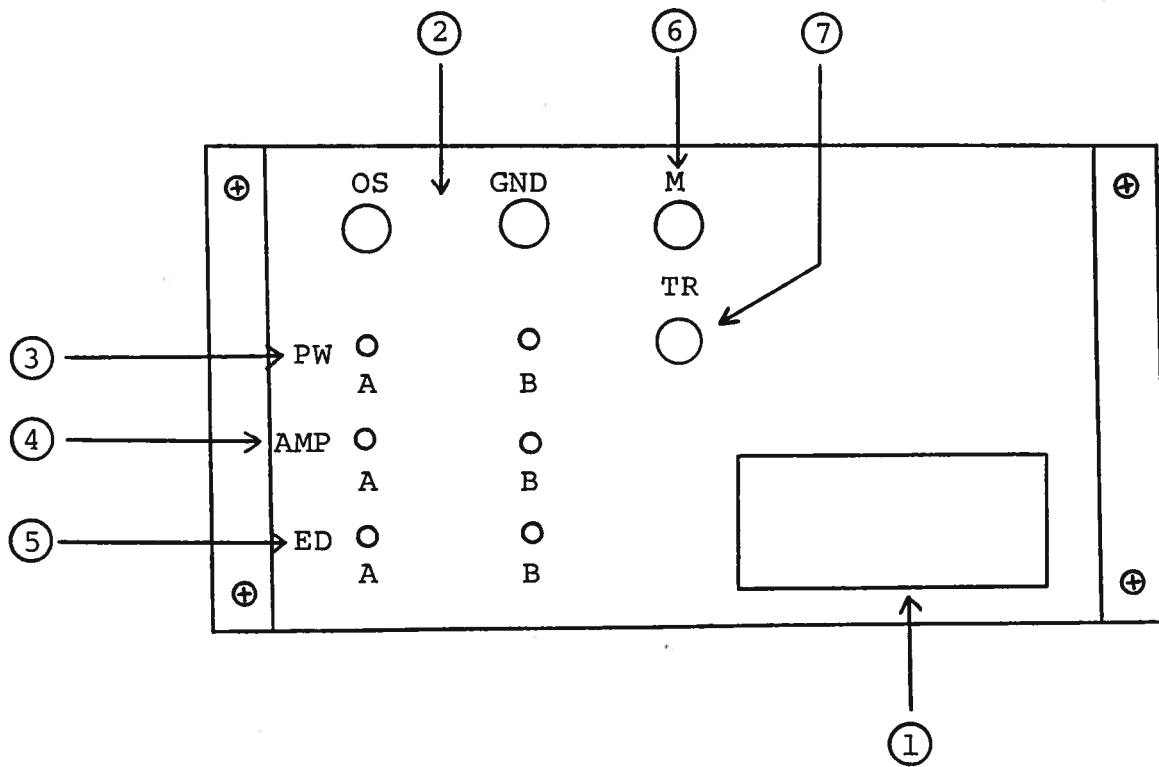 ② ⑥ ⑦
OS GND M
TR
③ PW
A B
④ AMP
A B
⑤ ED
A B
①